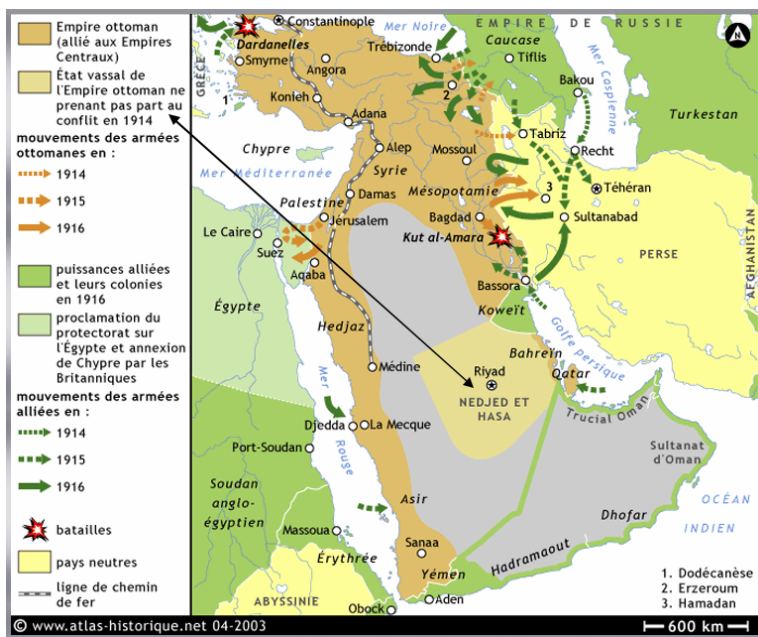 Empire ottoman
(allié aux Empires
Centraux)
État vassal de
l'Empire ottoman ne
prenant pas part au
conflit en 1914
mouvements des armées
ottomanes en :
1914
1915
1916
puissances alliées
et leurs colonies
en 1916
proclamation du
protectorat sur
l'Égypte et annexion
de Chypre par les
Britanniques
mouvements des armées
alliées en :
1914
1915
1916
batailles
pays neutres
ligne de chemin
de fer
Constantinople
Mer Noire
EMPIRE DE RUSSIE
Dardanelles
Trébizonde
Caucase
Tiflis
Mer Caspienne
GRÈCE
Smyrne
Angora
Bakou
Turkestan
1
2
Konieh
Adana
Tabriz
Recht
Chypre
Alep
Mossoul
Syrie
Téhéran
Mer Méditerranée
Mésopotamie
3
Damas
Palestine
Bagdad
Sultanabad
Jérusalem
Le Caire
Kut al-Amara
PERSE
AFGHANISTAN
Suez
Aqaba
Bassora
Égypte
Koweït
Hedjaz
Golfe persique
Bahreïn
Médine
Riyad
Qatar
NEDJED ET
HASA
Mer Rouge
Trucial Oman
Djedda
La Mecque
Port-Soudan
Sultanat
d'Oman
Soudan
anglo-
égyptien
Asir
OCÉAN
INDIEN
Dhofar
Massoua
Hadramaout
Érythrée
Sanaa
Yémen
ABYSSINIE
Obock
Aden
1. Dodécanèse
2. Erzeroum
3. Hamadan
© www.atlas-historique.net 04-2003
600 km
N